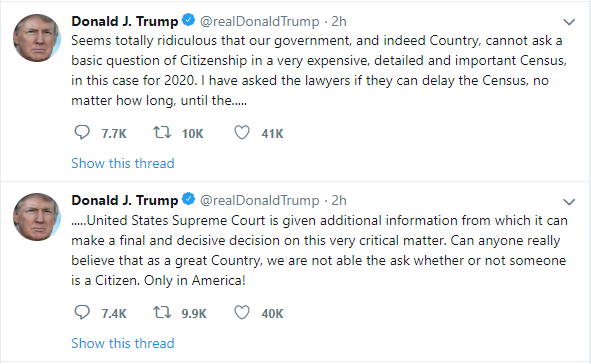 Donald J. Trump @realDonaldTrump · 2h
Seems totally ridiculous that our government, and indeed Country, cannot ask a
basic question of Citizenship in a very expensive, detailed and important Census,
in this case for 2020. I have asked the lawyers if they can delay the Census, no
matter how long, until the.....
7.7K 10K 41K
Show this thread
Donald J. Trump @realDonaldTrump · 2h
.....United States Supreme Court is given additional information from which it can
make a final and decisive decision on this very critical matter. Can anyone really
believe that as a great Country, we are not able the ask whether or not someone
is a Citizen. Only in America!
7.4K 9.9K 40K
Show this thread